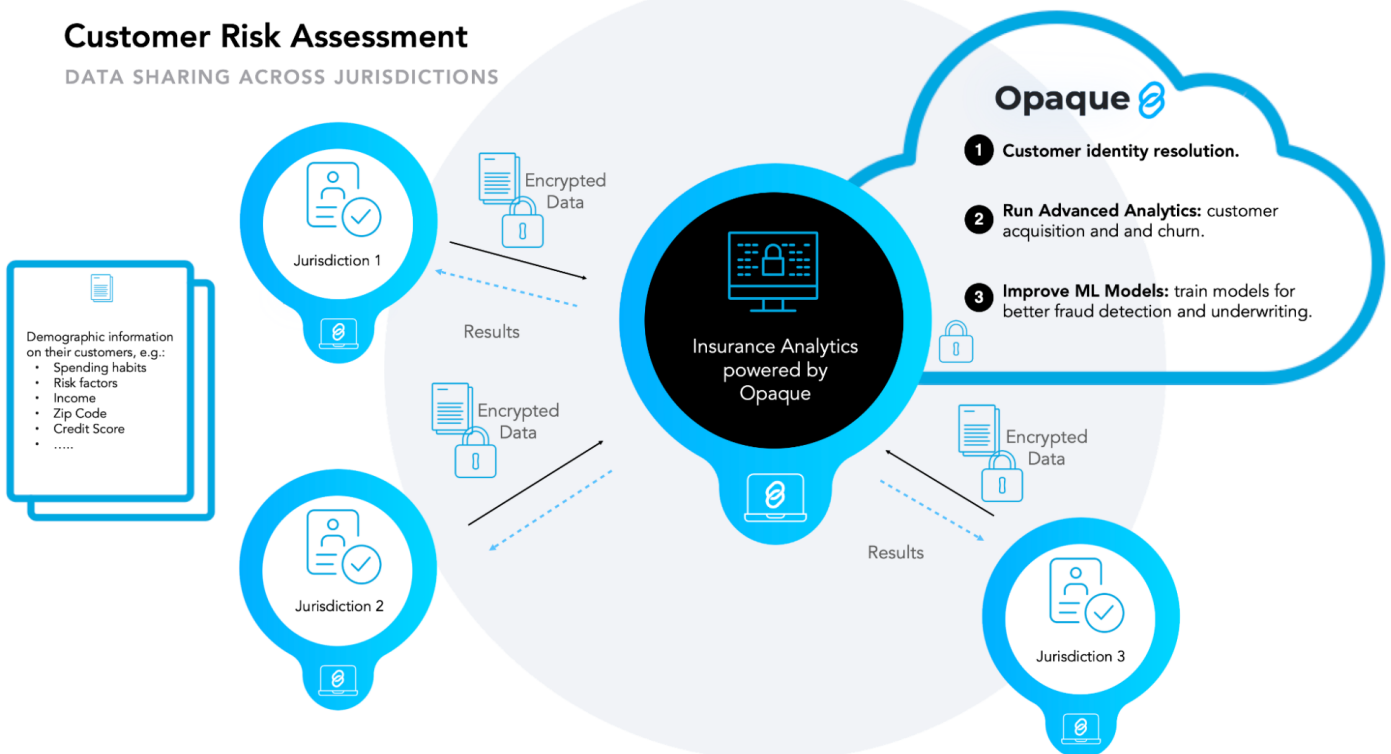 Customer Risk Assessment
DATA SHARING ACROSS JURISDICTIONS
Opaque
1 Customer identity resolution.
2 Run Advanced Analytics: customer
acquisition and and churn.
3 Improve ML Models: train models for
better fraud detection and underwriting.
Jurisdiction 1
Encrypted
Data
Results
Demographic information
on their customers, e.g.:
• Spending habits
• Risk factors
• Income
• Zip Code
• Credit Score
• .....
Insurance Analytics
powered by
Opaque
Encrypted
Data
Jurisdiction 2
Encrypted
Data
Results
Jurisdiction 3